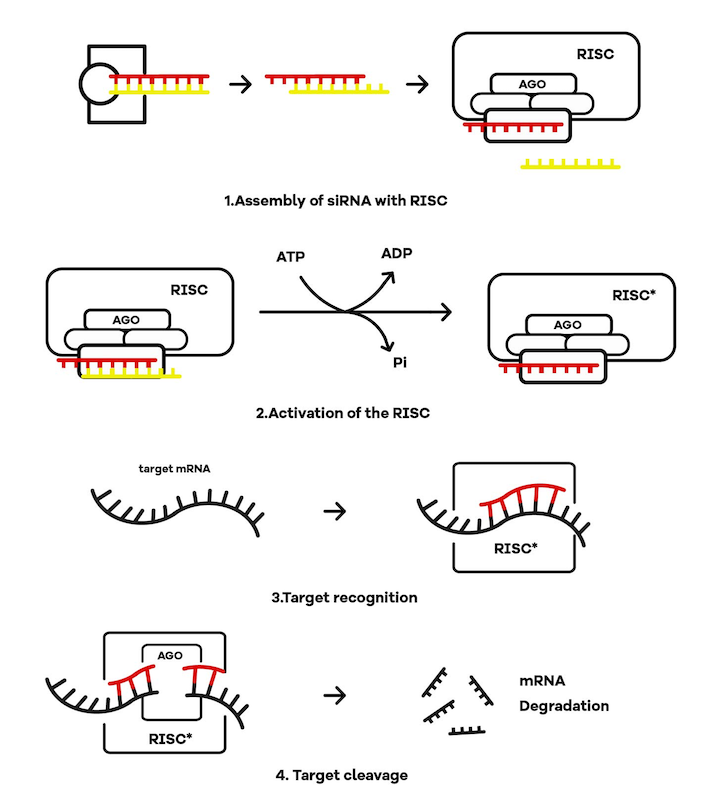 RISC
AGO
1.Assembly of siRNA with RISC
ATP
ADP
RISC
RISC*
AGO
AGO
Pi
2.Activation of the RISC
target mRNA
RISC*
3.Target recognition
AGO
mRNA
Degradation
RISC*
4. Target cleavage